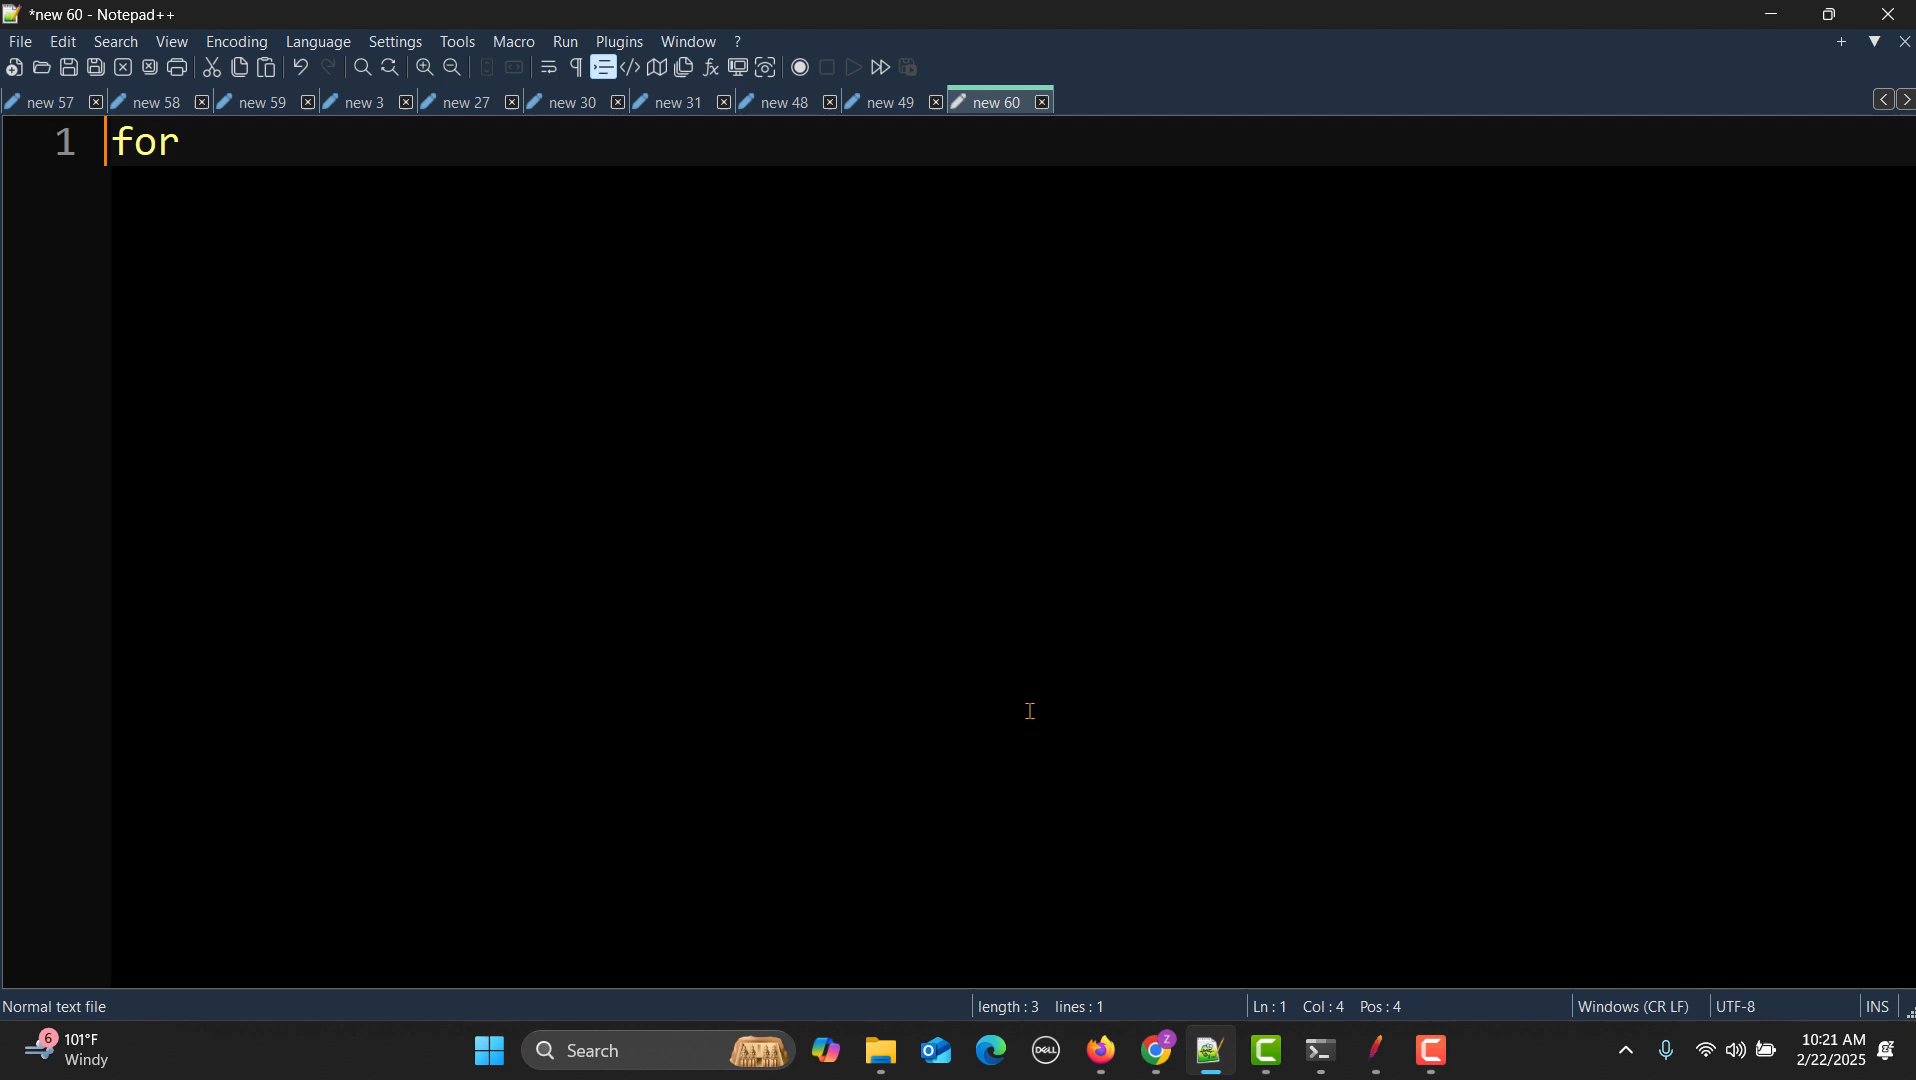 *new 60 - Notepad++
File Edit Search View Encoding Language Settings Tools Macro Run Plugins Window ?
new 57 new 58 new 59 new 3 new 27 new 30 new 31 new 48 new 49 new 60
1 for
Normal text file length : 3 lines : 1 Ln : 1 Col : 4 Pos : 4 Windows (CR LF) UTF-8 INS
6 101°F
Windy
Search
DELL
Z
10:21 AM
2/22/2025